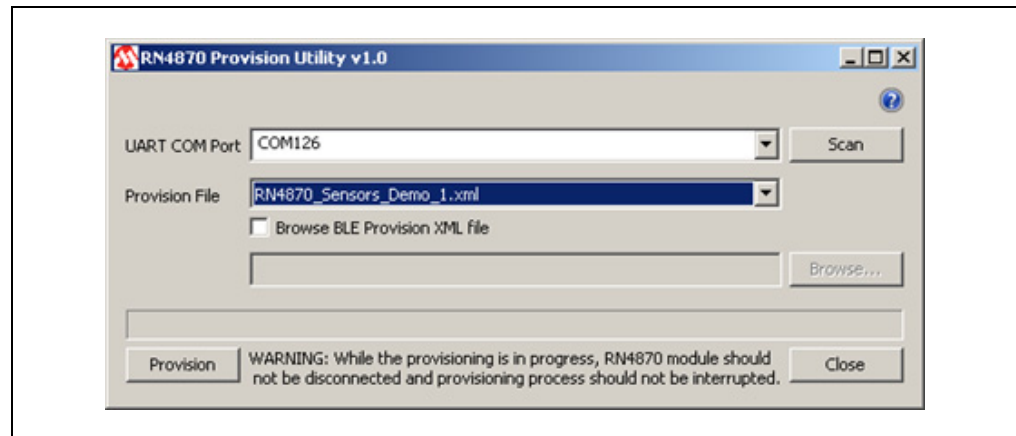 RN4870 Provision Utility v1.0
UART COM Port COM126 Scan
Provision File RN4870_Sensors_Demo_1.xml
Browse BLE Provision XML file
Browse...
Provision WARNING: While the provisioning is in progress, RN4870 module should Close
not be disconnected and provisioning process should not be interrupted.